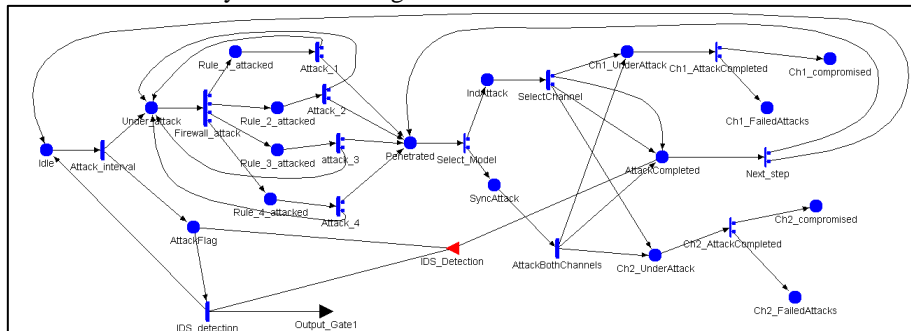 Rule_1_attacked
Attack_1
Ch1_UnderAttack
Ch1_AttackCompleted
Ch1_compromised
IndAttack
SelectChannel
Attack_2
Ch1_FailedAttacks
Under_attack
Firewall_attack
Rule_2_attacked
Idle
Attack_interval
Rule_3_attacked
attack_3
Penetrated
Select_Model
AttackCompleted
Next_step
SyncAttack
Rule_4_attacked
Attack_4
Ch2_compromised
AttackFlag
IDS_Detection
AttackBothChannels
Ch2_UnderAttack
Ch2_AttackCompleted
Ch2_FailedAttacks
IDS_detection
Output_Gate1